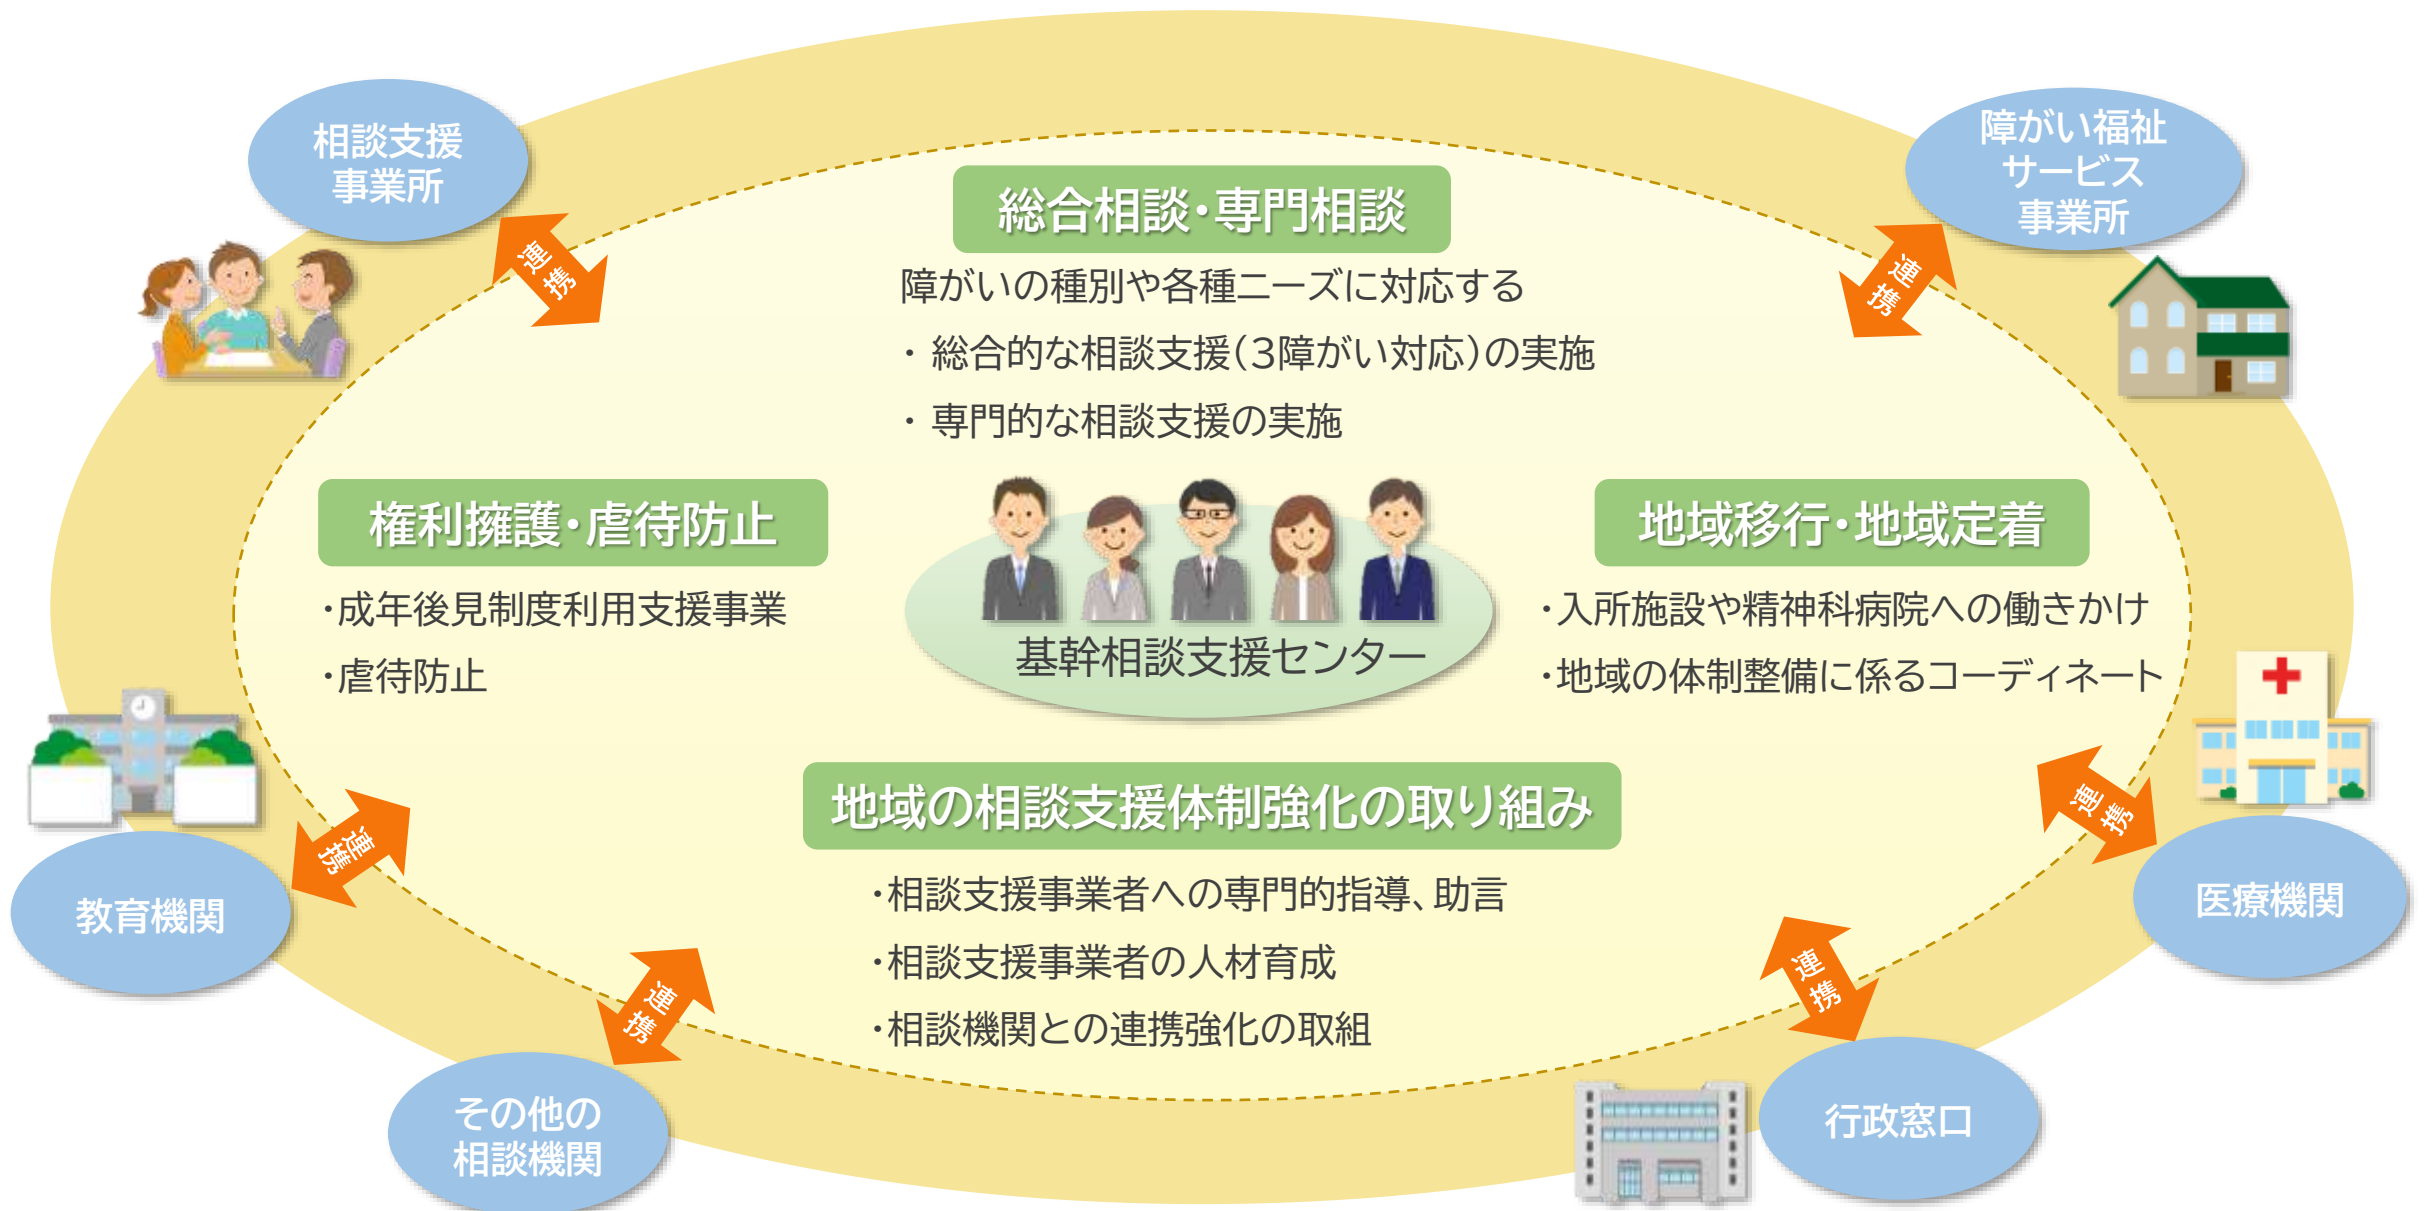 相談支援
事業所
障がい福祉
サービス
事業所
連携
連携
総合相談・専門相談
障がいの種別や各種ニーズに対応する
・ 総合的な相談支援(3障がい対応)の実施
・ 専門的な相談支援の実施
権利擁護・虐待防止
・成年後見制度利用支援事業
・虐待防止
基幹相談支援センター
地域移行・地域定着
・入所施設や精神科病院への働きかけ
・地域の体制整備に係るコーディネート
地域の相談支援体制強化の取り組み
・相談支援事業者への専門的指導、助言
・相談支援事業者の人材育成
・相談機関との連携強化の取組
連携
教育機関
連携
医療機関
連携
その他の
相談機関
連携
行政窓口